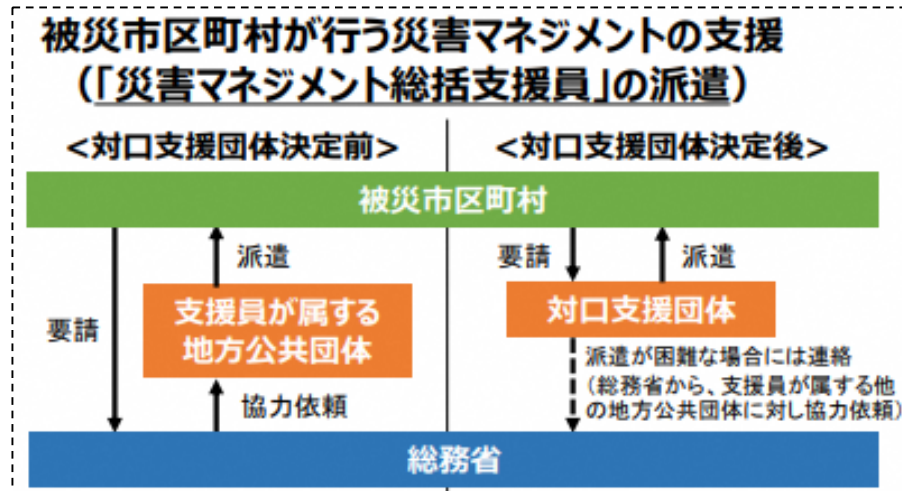 被災市区町村が行う災害マネジメントの支援
（「災害マネジメント総括支援員」の派遣）
<対口支援団体決定前>
<対口支援団体決定後>
被災市区町村
派遣
支援員が属する
地方公共団体
要請
協力依頼
要請
派遣
対口支援団体
派遣が困難な場合には連絡
(総務省から、支援員が属する他
の地方公共団体に対し協力依頼)
総務省